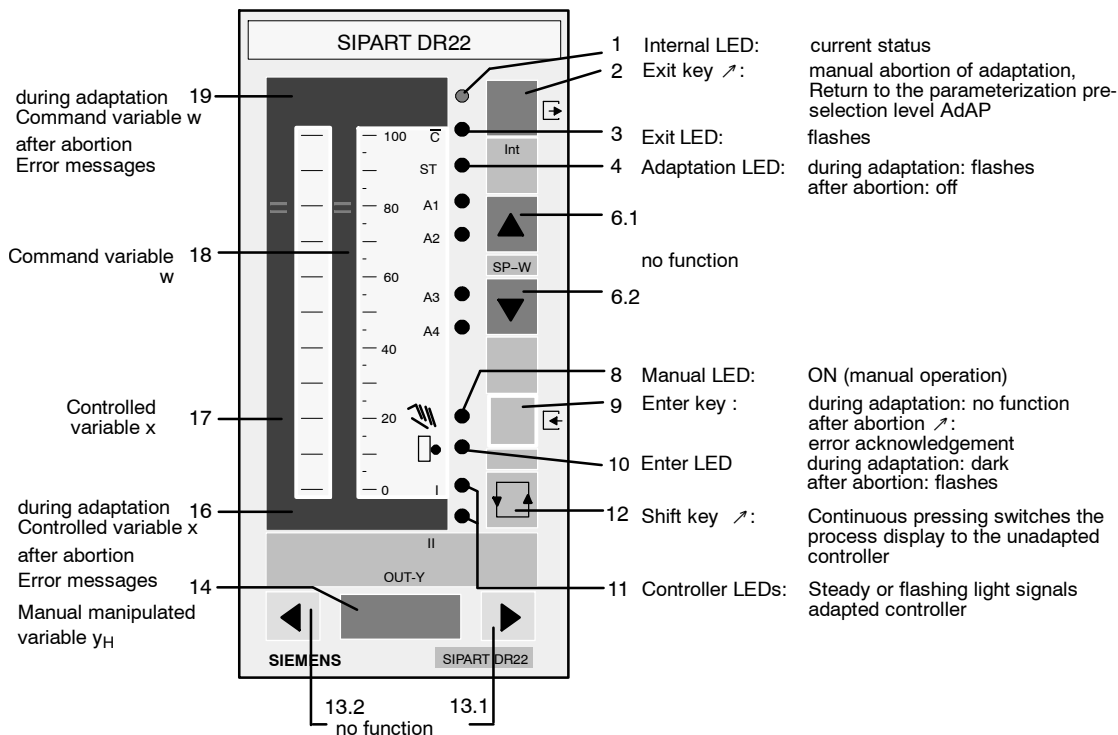 SIPART DR22
during adaptation
Command variable w
19
after abortion
Error messages
Command variable
w
18
Controlled
variable x
17
during adaptation
Controlled variable x
16
after abortion
Error messages
14
Manual manipulated
variable yH
100
80
60
40
20
0
C̅
ST
A1
A2
A3
A4
I
II
Int
SP–W
OUT-Y
SIEMENS
SIPART DR22
13.2
13.1
no function
1 Internal LED: current status
2 Exit key ↗: manual abortion of adaptation,
Return to the parameterization pre-
selection level AdAP
3 Exit LED: flashes
4 Adaptation LED: during adaptation: flashes
after abortion: off
6.1
no function
6.2
8 Manual LED: ON (manual operation)
9 Enter key : during adaptation: no function
after abortion ↗:
error acknowledgement
10 Enter LED during adaptation: dark
after abortion: flashes
12 Shift key ↗: Continuous pressing switches the
process display to the unadapted
controller
11 Controller LEDs: Steady or flashing light signals
adapted controller